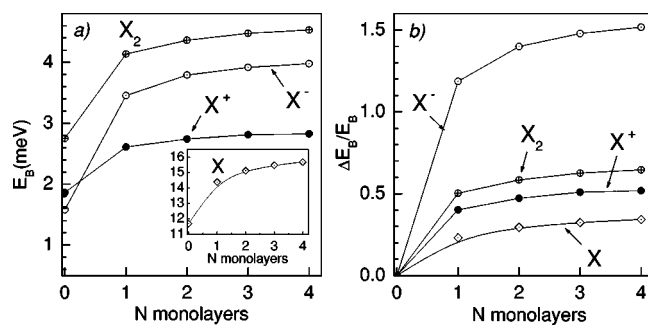 a)
X₂
X⁻
X⁺
E_B(meV)
4
3
2
1
0 1 2 3 4
N monolayers
X
16
15
14
13
12
11
0 1 2 3 4
N monolayers
b)
X⁻
X₂
X⁺
X
ΔE_B/E_B
1.5
1.0
0.5
0.0
0 1 2 3 4
N monolayers